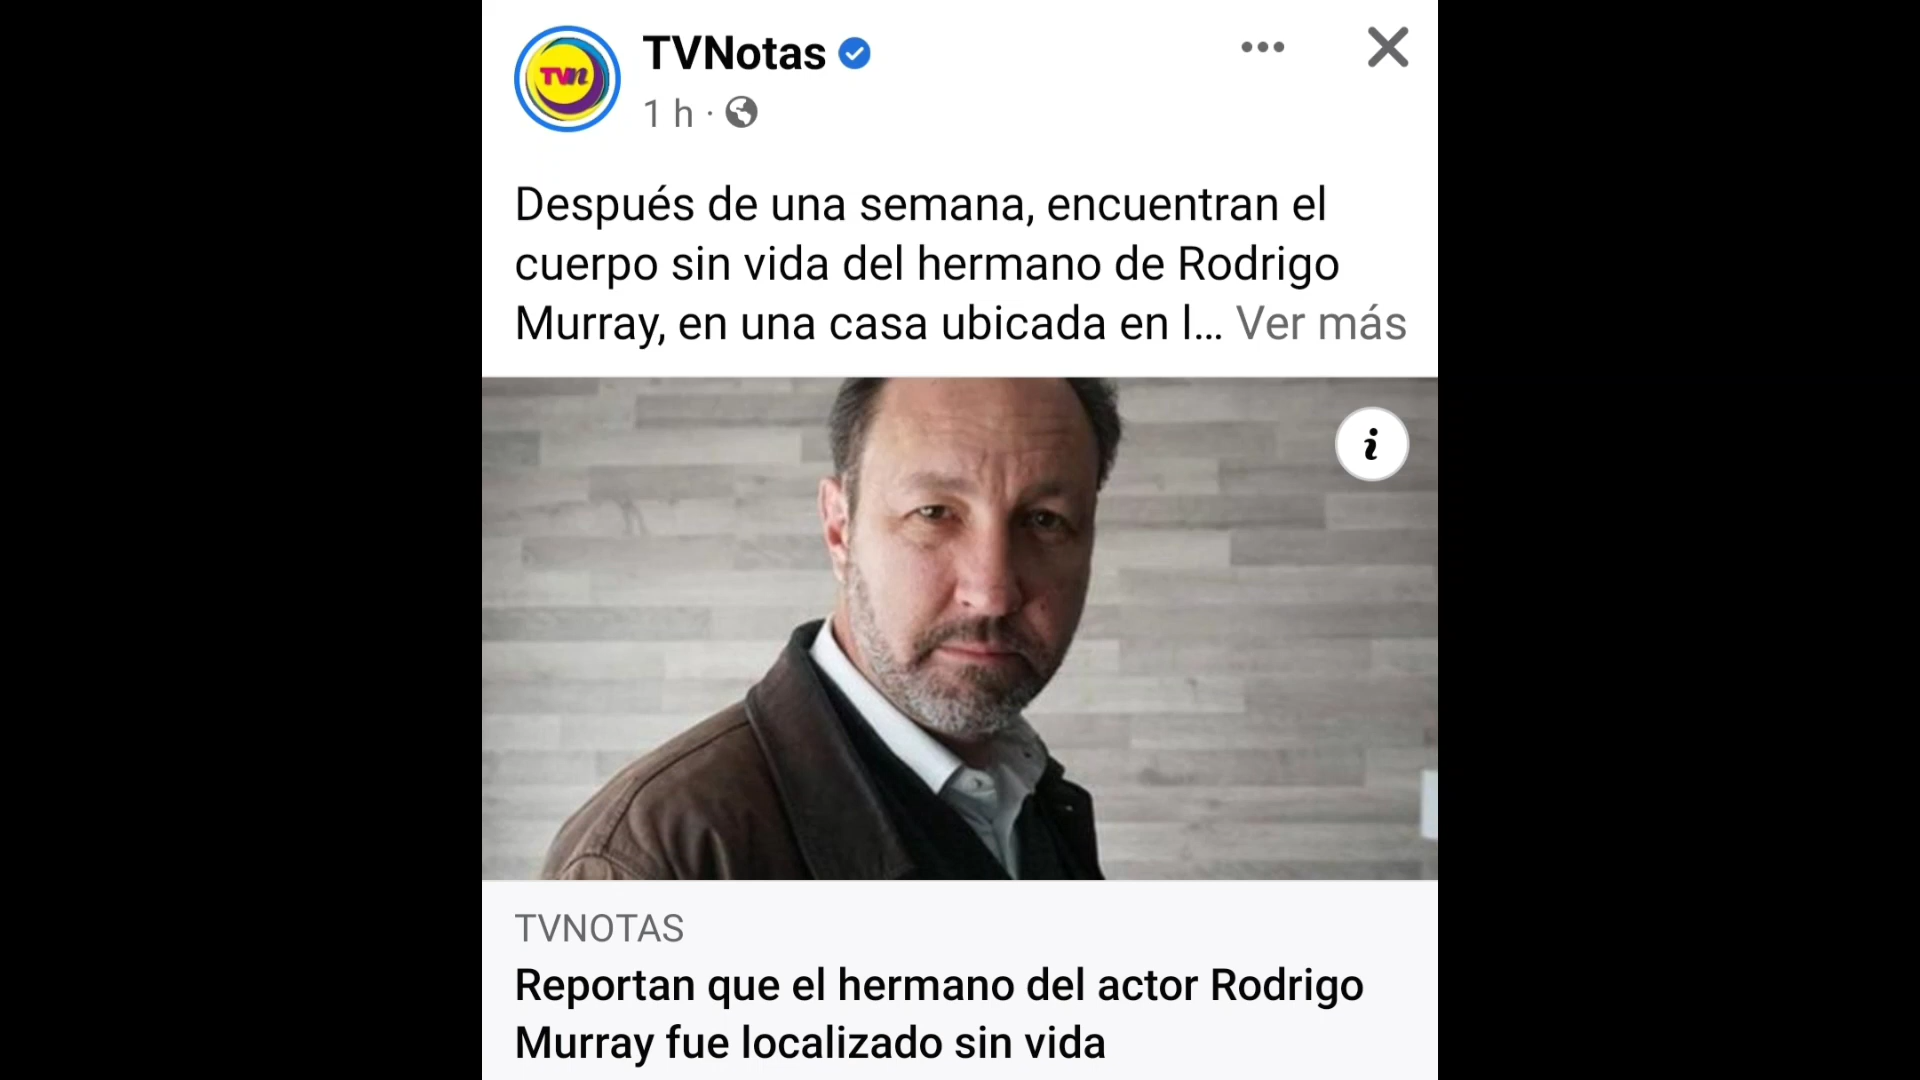 TVNotas
1 h ·
Después de una semana, encuentran el
cuerpo sin vida del hermano de Rodrigo
Murray, en una casa ubicada en l... Ver más
TVNOTAS
Reportan que el hermano del actor Rodrigo
Murray fue localizado sin vida
TVn
i